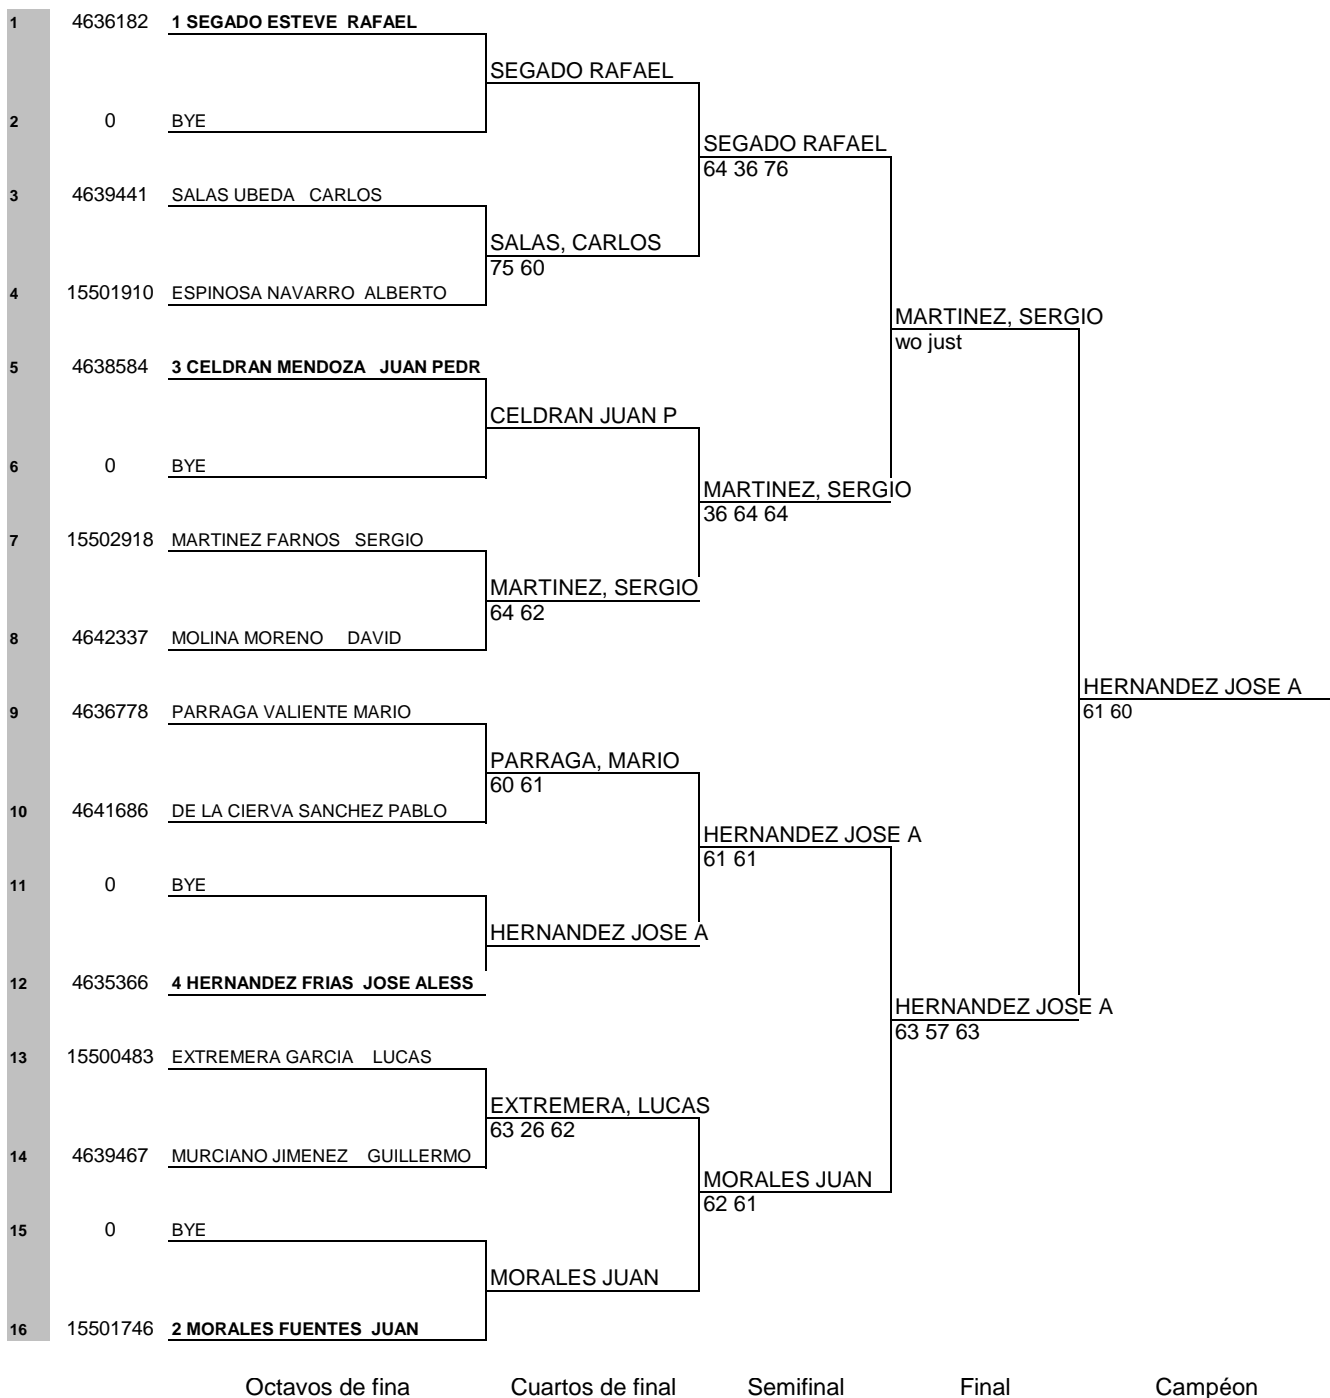 1 4636182 1 SEGADO ESTEVE RAFAEL
SEGADO RAFAEL
2 0 BYE
SEGADO RAFAEL
64 36 76
3 4639441 SALAS UBEDA CARLOS
SALAS, CARLOS
75 60
4 15501910 ESPINOSA NAVARRO ALBERTO
MARTINEZ, SERGIO
wo just
5 4638584 3 CELDRAN MENDOZA JUAN PEDR
CELDRAN JUAN P
6 0 BYE
MARTINEZ, SERGIO
36 64 64
7 15502918 MARTINEZ FARNOS SERGIO
MARTINEZ, SERGIO
64 62
8 4642337 MOLINA MORENO DAVID
HERNANDEZ JOSE A
61 60
9 4636778 PARRAGA VALIENTE MARIO
PARRAGA, MARIO
60 61
10 4641686 DE LA CIERVA SANCHEZ PABLO
HERNANDEZ JOSE A
61 61
11 0 BYE
HERNANDEZ JOSE A
12 4635366 4 HERNANDEZ FRIAS JOSE ALESS
HERNANDEZ JOSE A
63 57 63
13 15500483 EXTREMERA GARCIA LUCAS
EXTREMERA, LUCAS
63 26 62
14 4639467 MURCIANO JIMENEZ GUILLERMO
MORALES JUAN
62 61
15 0 BYE
MORALES JUAN
16 15501746 2 MORALES FUENTES JUAN
Octavos de fina Cuartos de final Semifinal Final Campéon